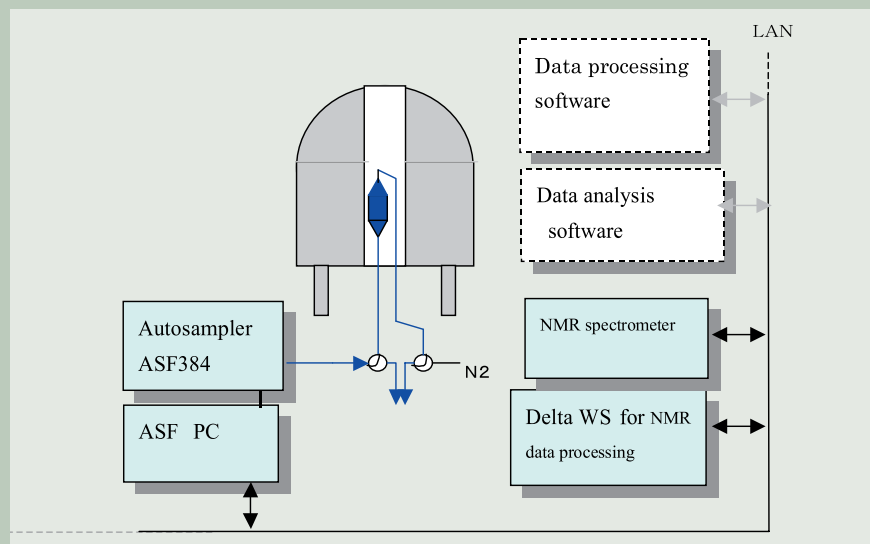 LAN
Data processing
software
Data analysis
software
NMR spectrometer
Delta WS for NMR
data processing
Autosampler
ASF384
ASF PC
N2